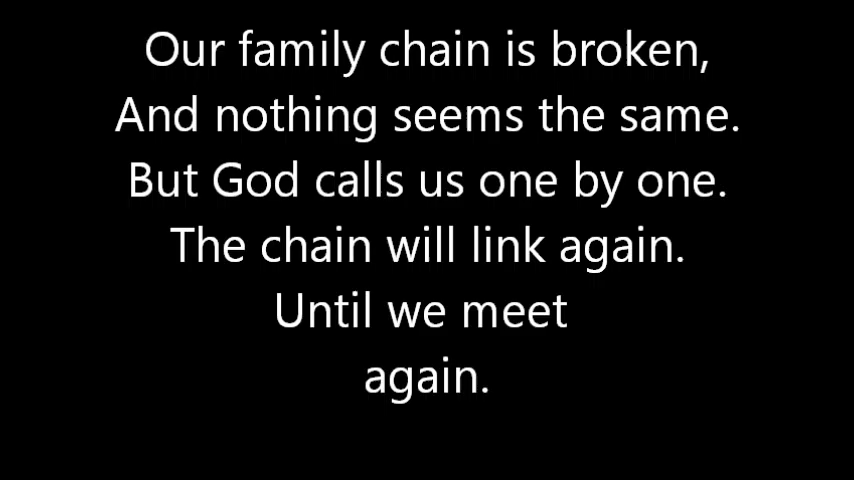 Our family chain is broken,
And nothing seems the same.
But God calls us one by one.
The chain will link again.
Until we meet
again.